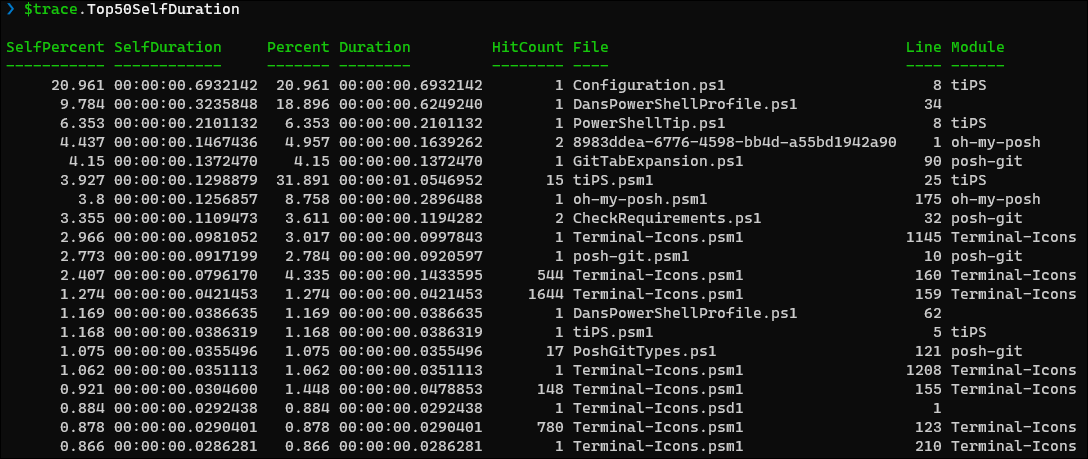 ❯ $trace.Top50SelfDuration
SelfPercent SelfDuration     Percent Duration         HitCount File                                 Line Module
----------- ------------     ------- --------         -------- ----                                 ---- ------
     20.961 00:00:00.6932142  20.961 00:00:00.6932142        1 Configuration.ps1                       8 tiPS
      9.784 00:00:00.3235848  18.896 00:00:00.6249240        1 DansPowerShellProfile.ps1              34
      6.353 00:00:00.2101132   6.353 00:00:00.2101132        1 PowerShellTip.ps1                       8 tiPS
      4.437 00:00:00.1467436   4.957 00:00:00.1639262        2 8983ddea-6776-4598-bb4d-a55bd1942a90    1 oh-my-posh
       4.15 00:00:00.1372470    4.15 00:00:00.1372470        1 GitTabExpansion.ps1                    90 posh-git
      3.927 00:00:00.1298879  31.891 00:00:01.0546952       15 tiPS.psm1                              25 tiPS
        3.8 00:00:00.1256857   8.758 00:00:00.2896488        1 oh-my-posh.psm1                       175 oh-my-posh
      3.355 00:00:00.1109473   3.611 00:00:00.1194282        2 CheckRequirements.ps1                  32 posh-git
      2.966 00:00:00.0981052   3.017 00:00:00.0997843        1 Terminal-Icons.psm1                  1145 Terminal-Icons
      2.773 00:00:00.0917199   2.784 00:00:00.0920597        1 posh-git.psm1                          10 posh-git
      2.407 00:00:00.0796170   4.335 00:00:00.1433595      544 Terminal-Icons.psm1                   160 Terminal-Icons
      1.274 00:00:00.0421453   1.274 00:00:00.0421453     1644 Terminal-Icons.psm1                   159 Terminal-Icons
      1.169 00:00:00.0386635   1.169 00:00:00.0386635        1 DansPowerShellProfile.ps1              62
      1.168 00:00:00.0386319   1.168 00:00:00.0386319        1 tiPS.psm1                               5 tiPS
      1.075 00:00:00.0355496   1.075 00:00:00.0355496       17 PoshGitTypes.ps1                      121 posh-git
      1.062 00:00:00.0351113   1.062 00:00:00.0351113        1 Terminal-Icons.psm1                  1208 Terminal-Icons
      0.921 00:00:00.0304600   1.448 00:00:00.0478853      148 Terminal-Icons.psm1                   155 Terminal-Icons
      0.884 00:00:00.0292438   0.884 00:00:00.0292438        1 Terminal-Icons.psd1                     1
      0.878 00:00:00.0290401   0.878 00:00:00.0290401      780 Terminal-Icons.psm1                   123 Terminal-Icons
      0.866 00:00:00.0286281   0.866 00:00:00.0286281        1 Terminal-Icons.psm1                   210 Terminal-Icons